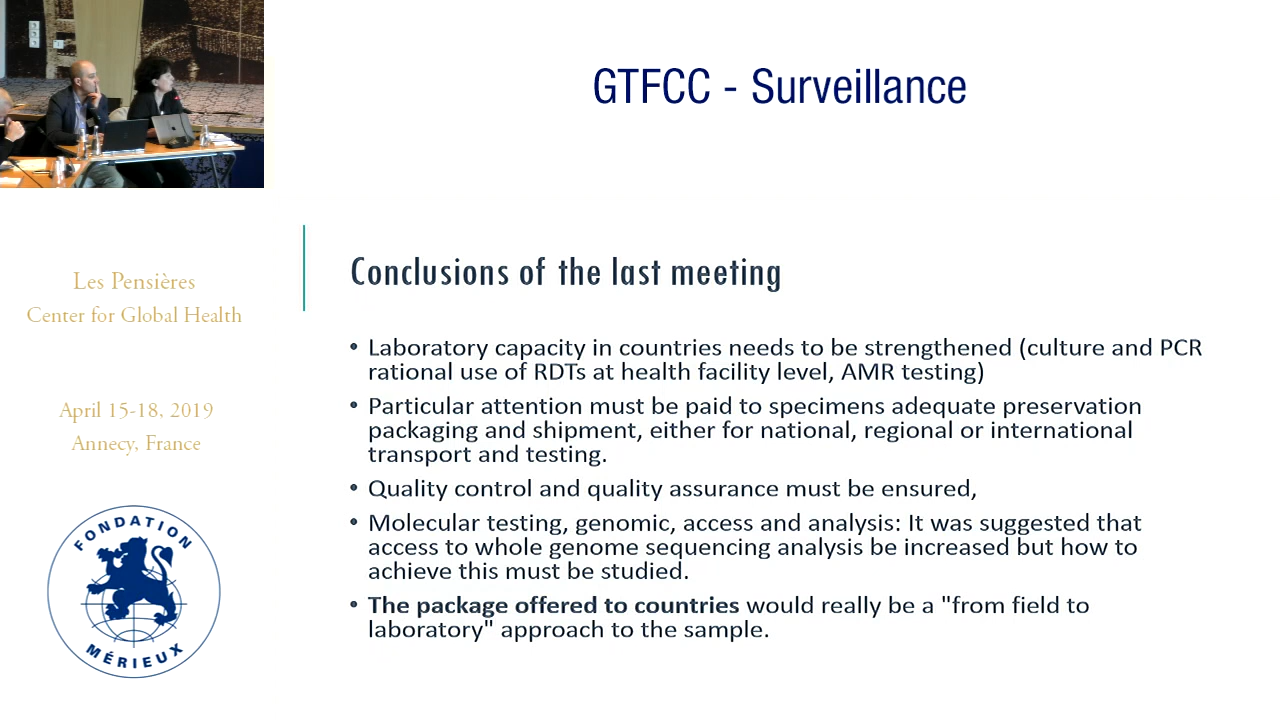 GTFCC - Surveillance
Les Pensières
Center for Global Health
April 15-18, 2019
Annecy, France
FONDATION
MÉRIEUX
Conclusions of the last meeting
• Laboratory capacity in countries needs to be strengthened (culture and PCR
rational use of RDTs at health facility level, AMR testing)
• Particular attention must be paid to specimens adequate preservation
packaging and shipment, either for national, regional or international
transport and testing.
• Quality control and quality assurance must be ensured,
• Molecular testing, genomic, access and analysis: It was suggested that
access to whole genome sequencing analysis be increased but how to
achieve this must be studied.
• The package offered to countries would really be a "from field to
laboratory" approach to the sample.